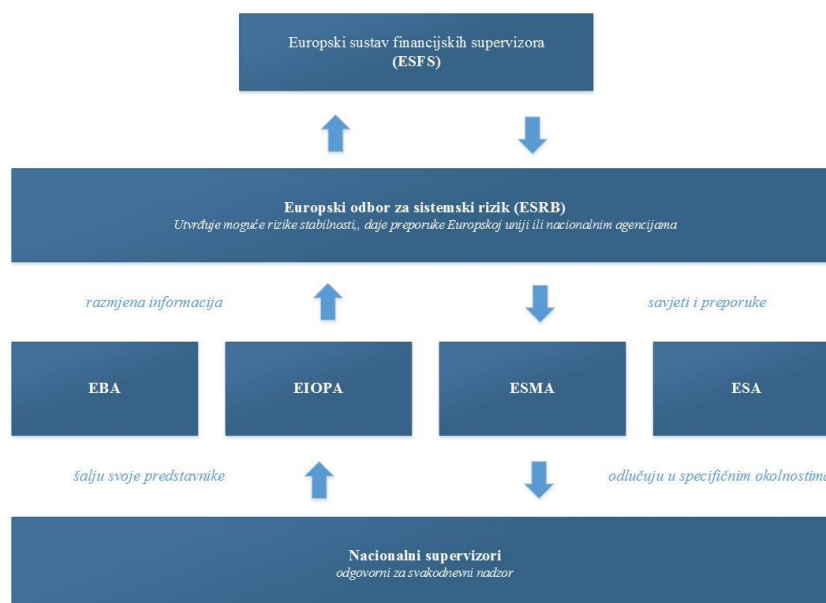 Europski sustav financijskih supervizora
(ESFS)
Europski odbor za sistemski rizik (ESRB)
Utvrđuje moguće rizike stabilnosti,, daje preporuke Europskoj uniji ili nacionalnim agencijama
razmjena informacija
savjeti i preporuke
EBA
EIOPA
ESMA
ESA
šalju svoje predstavnike
odlučuju u specifičnim okolnostima
Nacionalni supervizori
odgovorni za svakodnevni nadzor